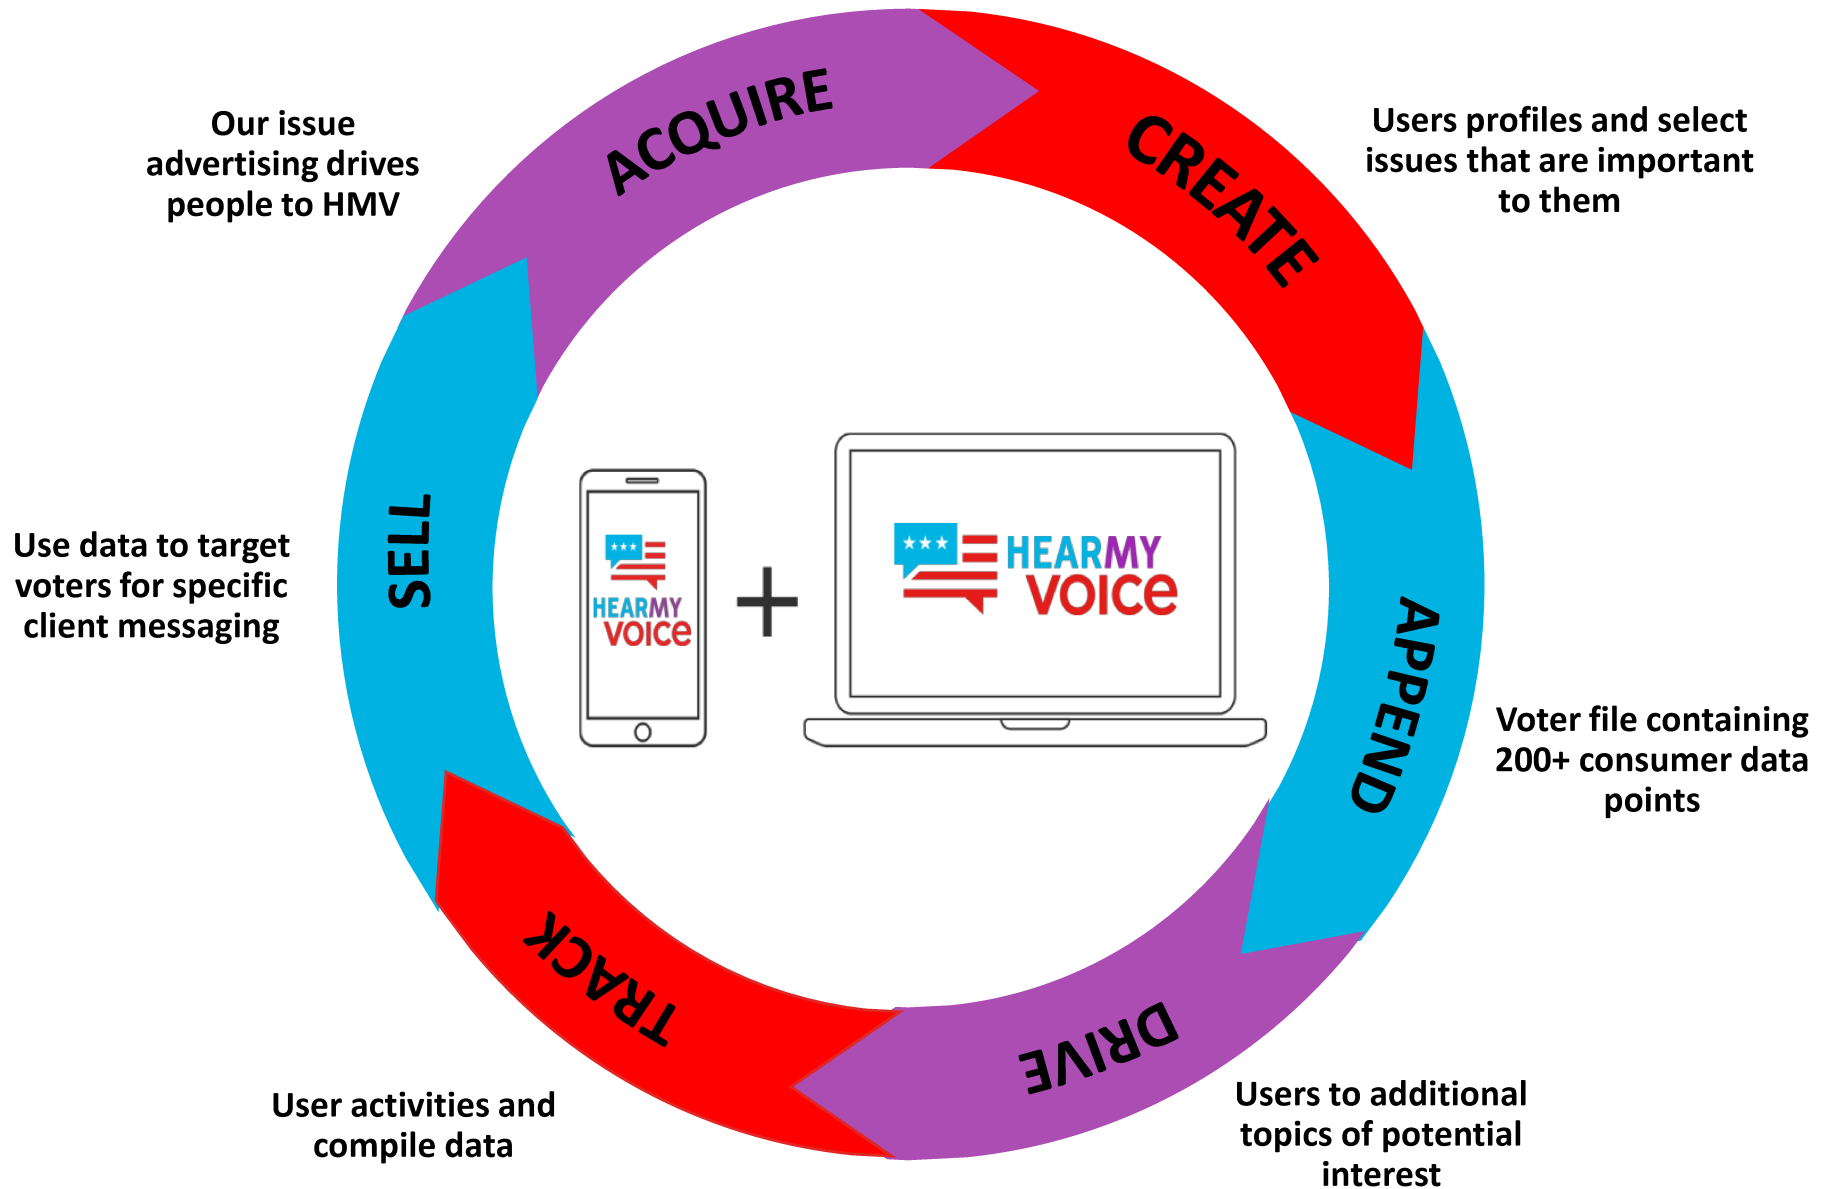 ACQUIRE
Our issue
advertising drives
people to HMV
CREATE
Users profiles and select
issues that are important
to them
APPEND
Voter file containing
200+ consumer data
points
DRIVE
Users to additional
topics of potential
interest
TRACK
User activities and
compile data
SELL
Use data to target
voters for specific
client messaging
HEARMY
VOICe
+
HEARMY
VOICe